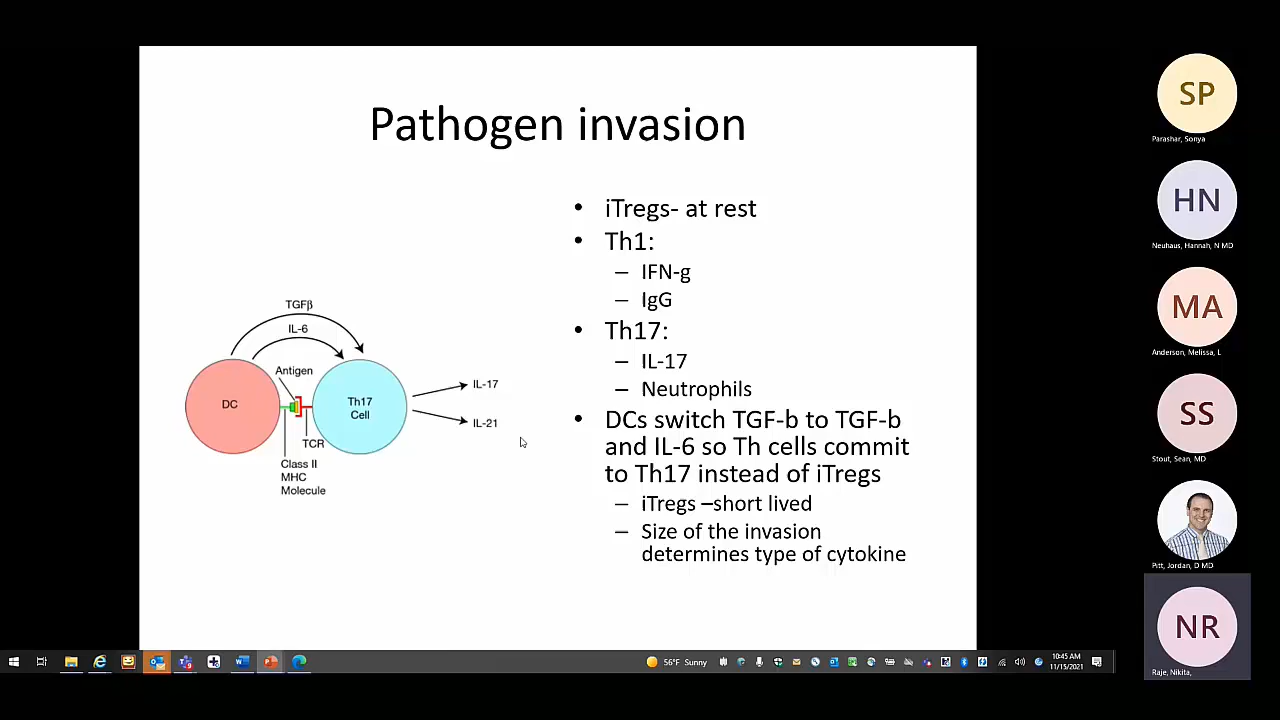 Pathogen invasion
TGFβ
IL-6
Antigen
DC
Th17
Cell
IL-17
IL-21
TCR
Class II
MHC
Molecule
• iTregs- at rest
• Th1:
– IFN-g
– IgG
• Th17:
– IL-17
– Neutrophils
• DCs switch TGF-b to TGF-b
and IL-6 so Th cells commit
to Th17 instead of iTregs
– iTregs –short lived
– Size of the invasion
determines type of cytokine
SP
Parashar, Sonya
HN
Neuhaus, Hannah, N MD
MA
Anderson, Melissa, L
SS
Stout, Sean, MD
Pitt, Jordan, D MD
NR
Raje, Nikita,
56°F Sunny
10:45 AM
11/15/2021